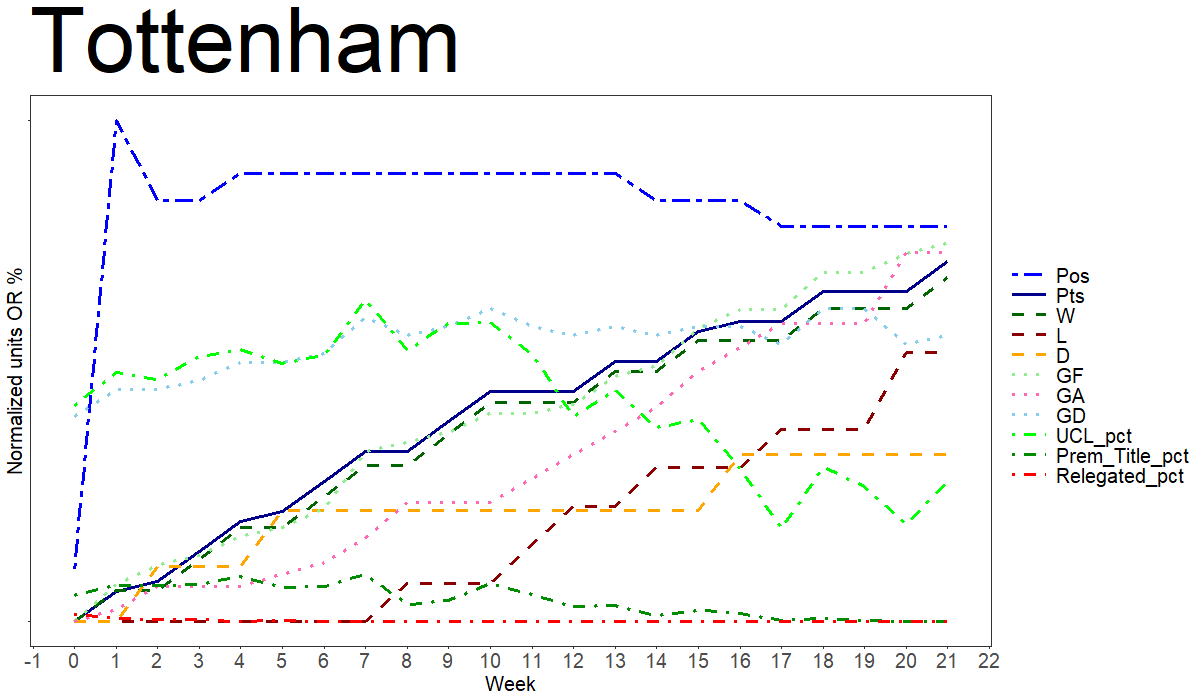 Tottenham
Normalized units OR %
Pos
Pts
W
L
D
GF
GA
GD
UCL_pct
Prem_Title_pct
Relegated_pct
-1 0 1 2 3 4 5 6 7 8 9 10 11 12 13 14 15 16 17 18 19 20 21 22
Week